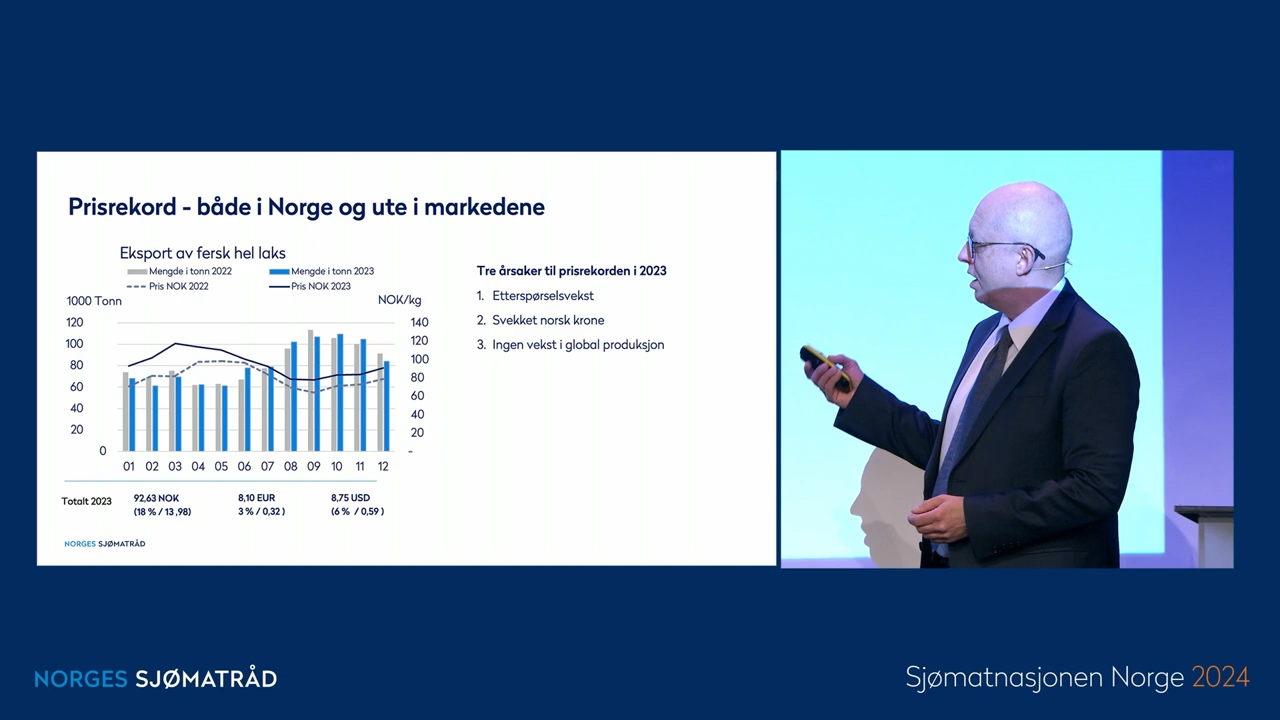 Prisrekord - både i Norge og ute i markedene
Eksport av fersk hel laks
Mengde i tonn 2022 Mengde i tonn 2023
Pris NOK 2022 Pris NOK 2023
1000 Tonn NOK/kg
120 140
100 120
80 100
60 80
40 60
20 40
0 20
-
01 02 03 04 05 06 07 08 09 10 11 12
Totalt 2023 92,63 NOK 8,10 EUR 8,75 USD
(18 % / 13 ,98) 3 % / 0,32 ) (6 % / 0,59 )
NORGES SJØMATRÅD
Tre årsaker til prisrekorden i 2023
1. Etterspørselsvekst
2. Svekket norsk krone
3. Ingen vekst i global produksjon
NORGES SJØMATRÅD
Sjømatnasjonen Norge 2024